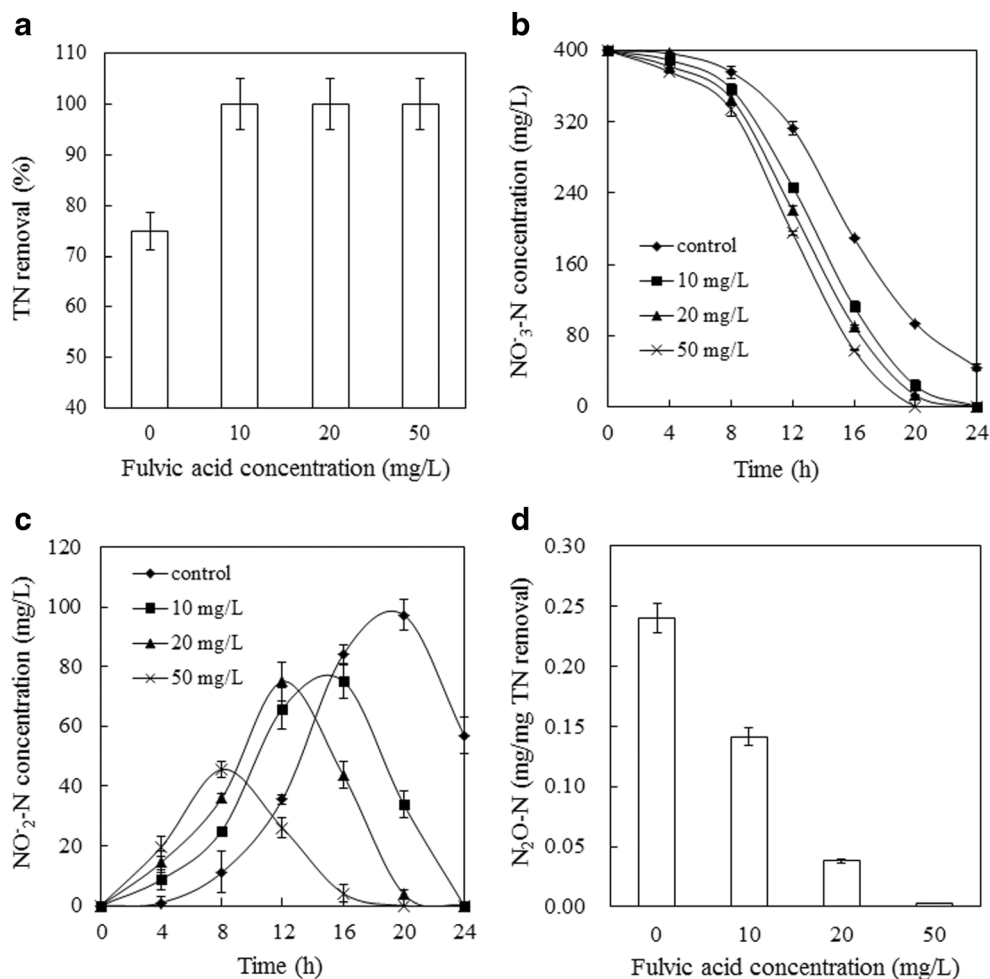 a
110
100
90
80
70
60
50
40
TN removal (%)
0 10 20 50
Fulvic acid concentration (mg/L)
b
400
320
240
160
80
0
NO⁻₃-N concentration (mg/L)
control
10 mg/L
20 mg/L
50 mg/L
0 4 8 12 16 20 24
Time (h)
c
120
100
80
60
40
20
0
NO⁻₂-N concentration (mg/L)
control
10 mg/L
20 mg/L
50 mg/L
0 4 8 12 16 20 24
Time (h)
d
0.30
0.25
0.20
0.15
0.10
0.05
0.00
N₂O-N (mg/mg TN removal)
0 10 20 50
Fulvic acid concentration (mg/L)